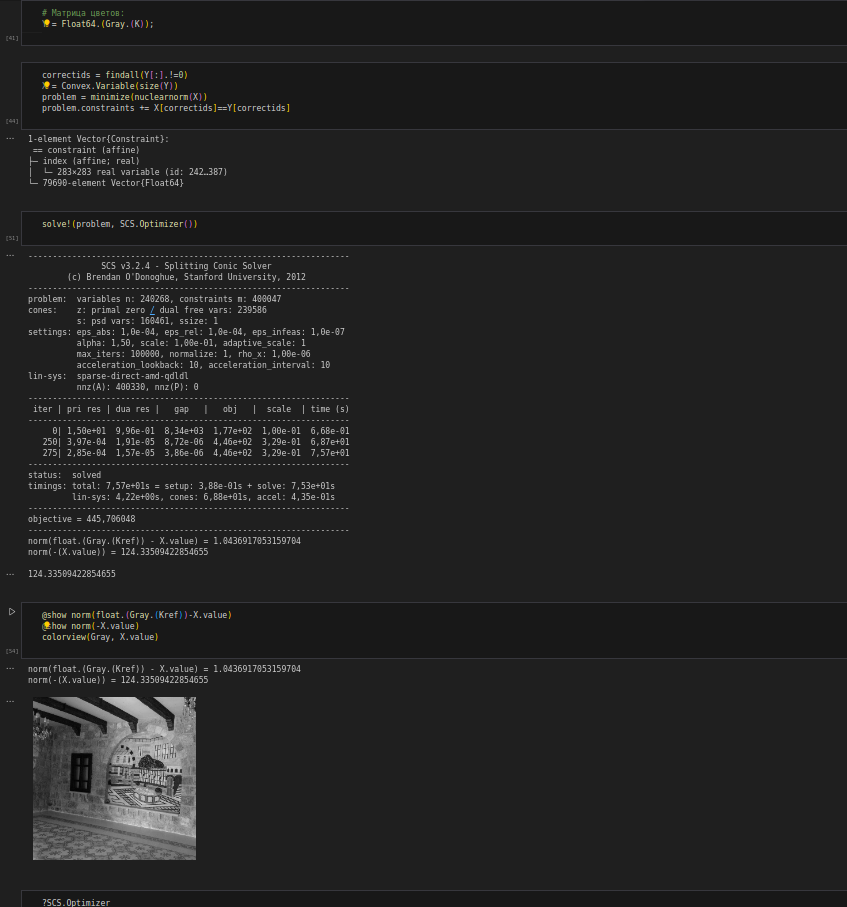 # Матрица цветов:
= Float64.(Gray.(K));
[41]
correctids = findall(Y[:].!=0)
= Convex.Variable(size(Y))
problem = minimize(nuclearnorm(X))
problem.constraints += X[correctids]==Y[correctids]
[44]
...
1-element Vector{Constraint}:
== constraint (affine)
├─ index (affine; real)
│  └─ 283×283 real variable (id: 242…387)
└─ 79690-element Vector{Float64}
solve!(problem, SCS.Optimizer())
[51]
...
------------------------------------------------------------------
SCS v3.2.4 - Splitting Conic Solver
(c) Brendan O'Donoghue, Stanford University, 2012
------------------------------------------------------------------
problem:  variables n: 240268, constraints m: 400047
cones:    z: primal zero / dual free vars: 239586
s: psd vars: 160461, ssize: 1
settings: eps_abs: 1,0e-04, eps_rel: 1,0e-04, eps_infeas: 1,0e-07
alpha: 1,50, scale: 1,00e-01, adaptive_scale: 1
max_iters: 100000, normalize: 1, rho_x: 1,00e-06
acceleration_lookback: 10, acceleration_interval: 10
lin-sys:  sparse-direct-amd-qdldl
nnz(A): 400330, nnz(P): 0
------------------------------------------------------------------
iter | pri res | dua res |   gap   |   obj   |  scale  | time (s)
------------------------------------------------------------------
0| 1,50e+01  9,96e-01  8,34e+03  1,77e+02  1,00e-01  6,68e-01
250| 3,97e-04  1,91e-05  8,72e-06  4,46e+02  3,29e-01  6,87e+01
275| 2,85e-04  1,57e-05  3,86e-06  4,46e+02  3,29e-01  7,57e+01
------------------------------------------------------------------
status:  solved
timings: total: 7,57e+01s = setup: 3,88e-01s + solve: 7,53e+01s
lin-sys: 4,22e+00s, cones: 6,88e+01s, accel: 4,35e-01s
------------------------------------------------------------------
objective = 445,706048
------------------------------------------------------------------
norm(float.(Gray.(Kref)) - X.value) = 1.0436917053159704
norm(-(X.value)) = 124.33509422854655
...
124.33509422854655
@show norm(float.(Gray.(Kref))-X.value)
@show norm(-X.value)
colorview(Gray, X.value)
[54]
...
norm(float.(Gray.(Kref)) - X.value) = 1.0436917053159704
norm(-(X.value)) = 124.33509422854655
...
?SCS.Optimizer